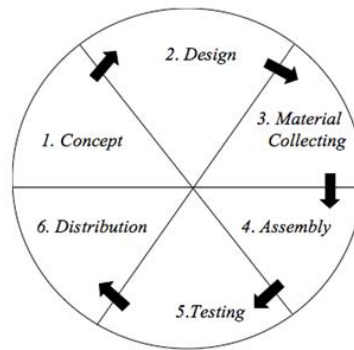 1. Concept
2. Design
3. Material
Collecting
4. Assembly
5.Testing
6. Distribution